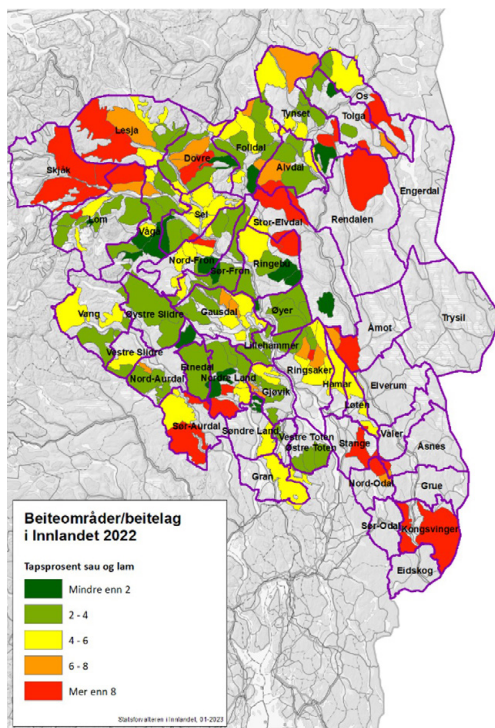 Os
Tynset
Tolga
Lesja
Folldal
Dovre
Alvdal
Engerdal
Skjåk
Rendalen
Lom
Sel
Stor-Elvdal
Vågå
Nord-Fron
Ringebu
Sør-Fron
Trysil
Vang
Øystre Slidre
Gausdal
Øyer
Åmot
Vestre Slidre
Lillehammer
Etnedal
Ringsaker
Nord-Aurdal
Nordre Land
Hamar
Elverum
Gjøvik
Løten
Sør-Aurdal
Søndre Land
Vestre Toten
Stange
Våler
Åsnes
Østre Toten
Gran
Nord-Odal
Grue
Sør-Odal
Kongsvinger
Eidskog
Beiteområder/beitelag
i Innlandet 2022
Tapsprosent sau og lam
Mindre enn 2
2 - 4
4 - 6
6 - 8
Mer enn 8
Statsforvalteren i Innlandet, 01-2023